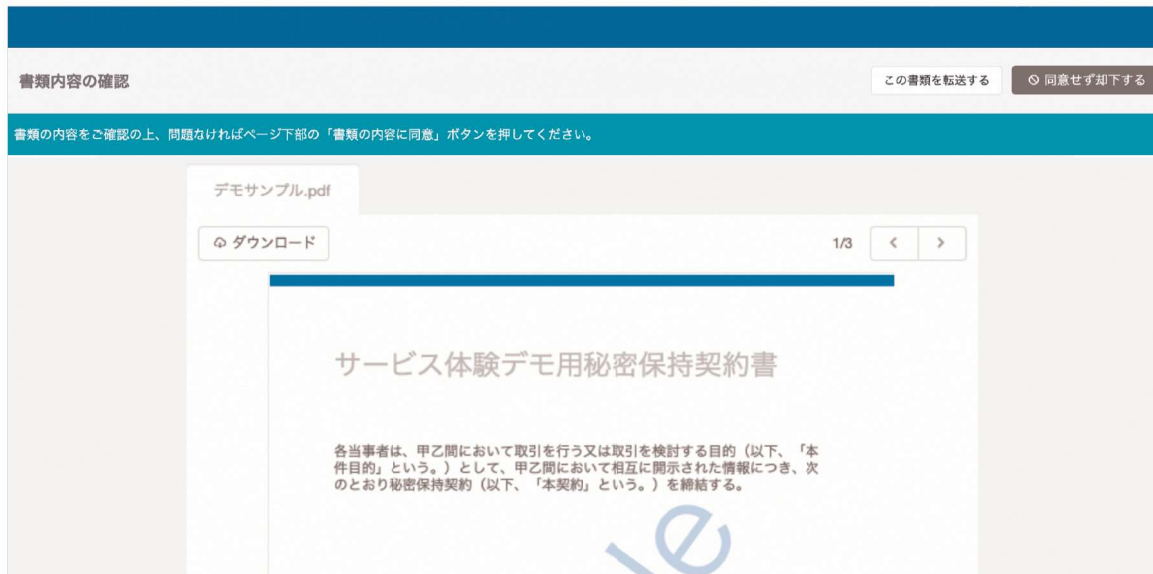 書類内容の確認
この書類を転送する
同意せず却下する
書類の内容をご確認の上、問題なければページ下部の「書類の内容に同意」ボタンを押してください。
デモサンプル.pdf
ダウンロード
1/3
サービス体験デモ用秘密保持契約書
各当事者は、甲乙間において取引を行う又は取引を検討する目的（以下、「本
件目的」という。）として、甲乙間において相互に開示された情報につき、次
のとおり秘密保持契約（以下、「本契約」という。）を締結する。
le